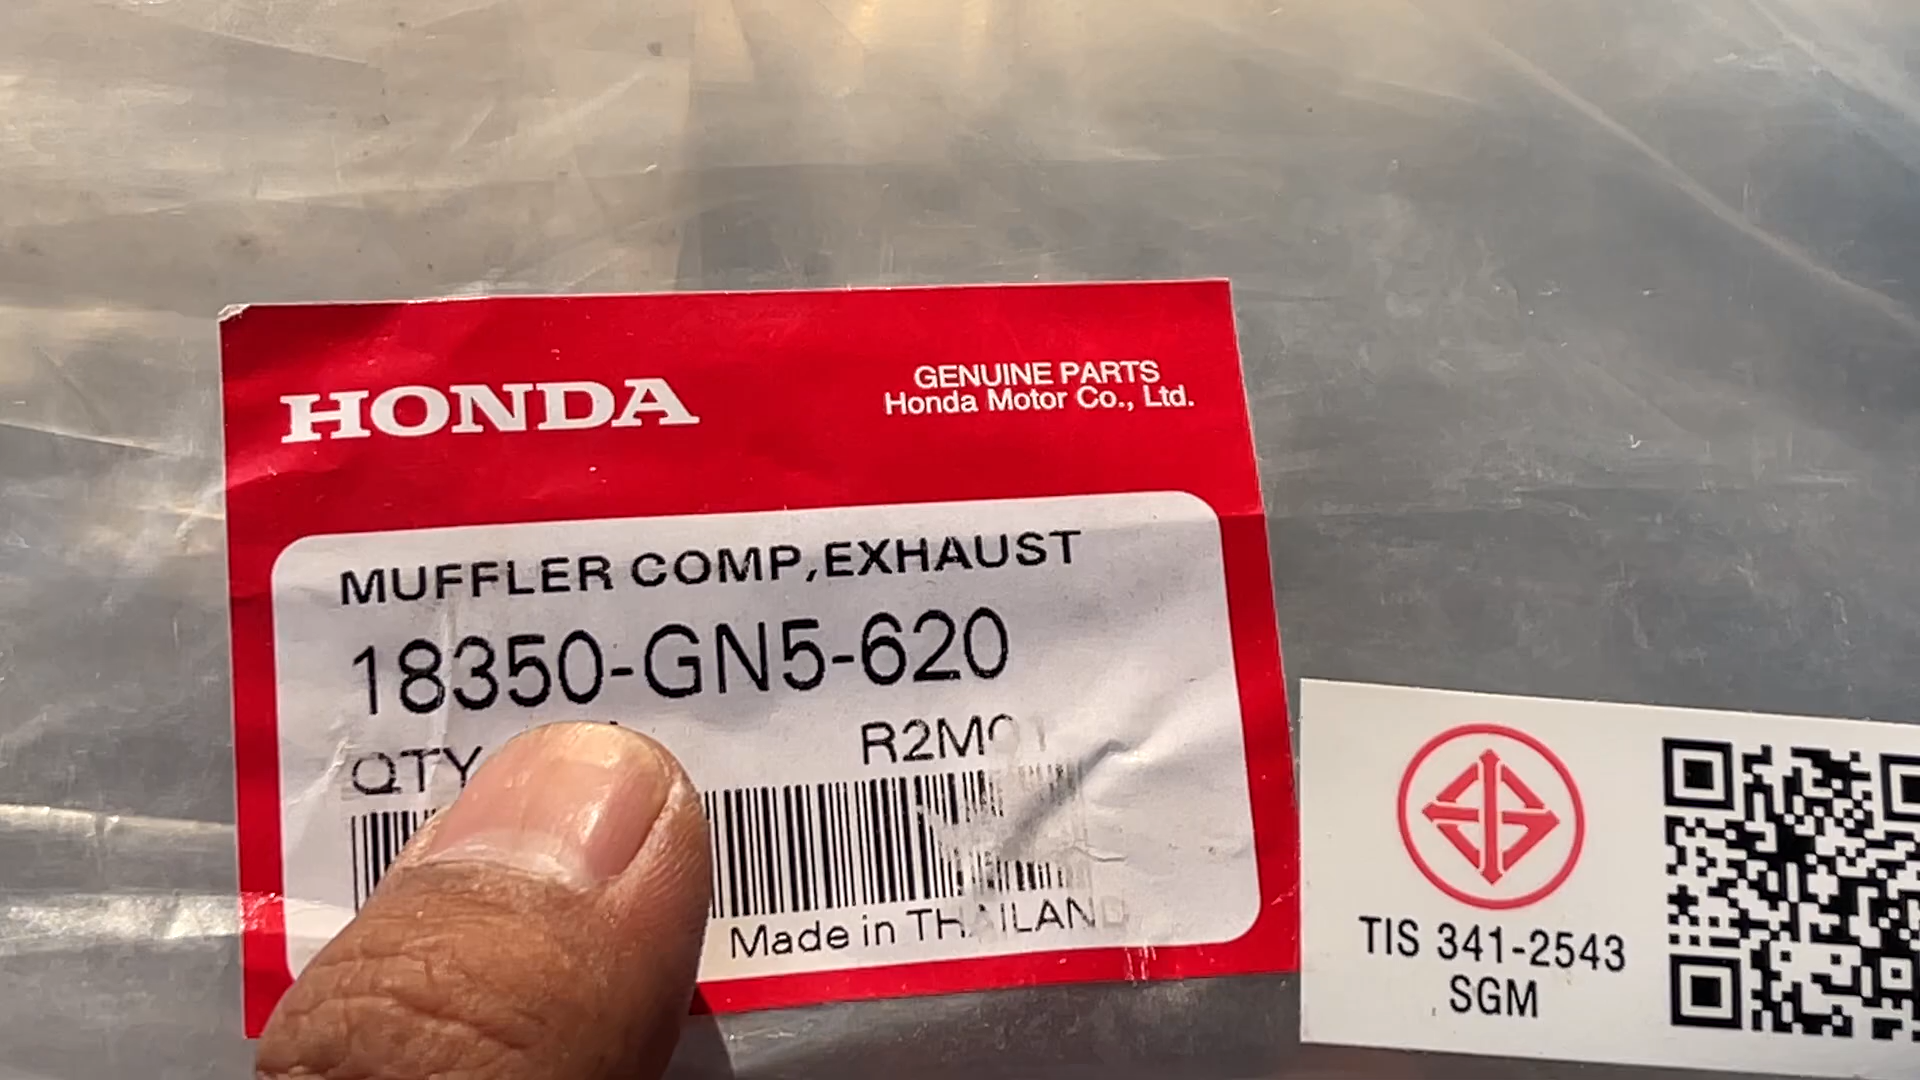 HONDA
GENUINE PARTS
Honda Motor Co., Ltd.
MUFFLER COMP,EXHAUST
18350-GN5-620
QTY
Made in THAILAND
TIS 341-2543
SGM